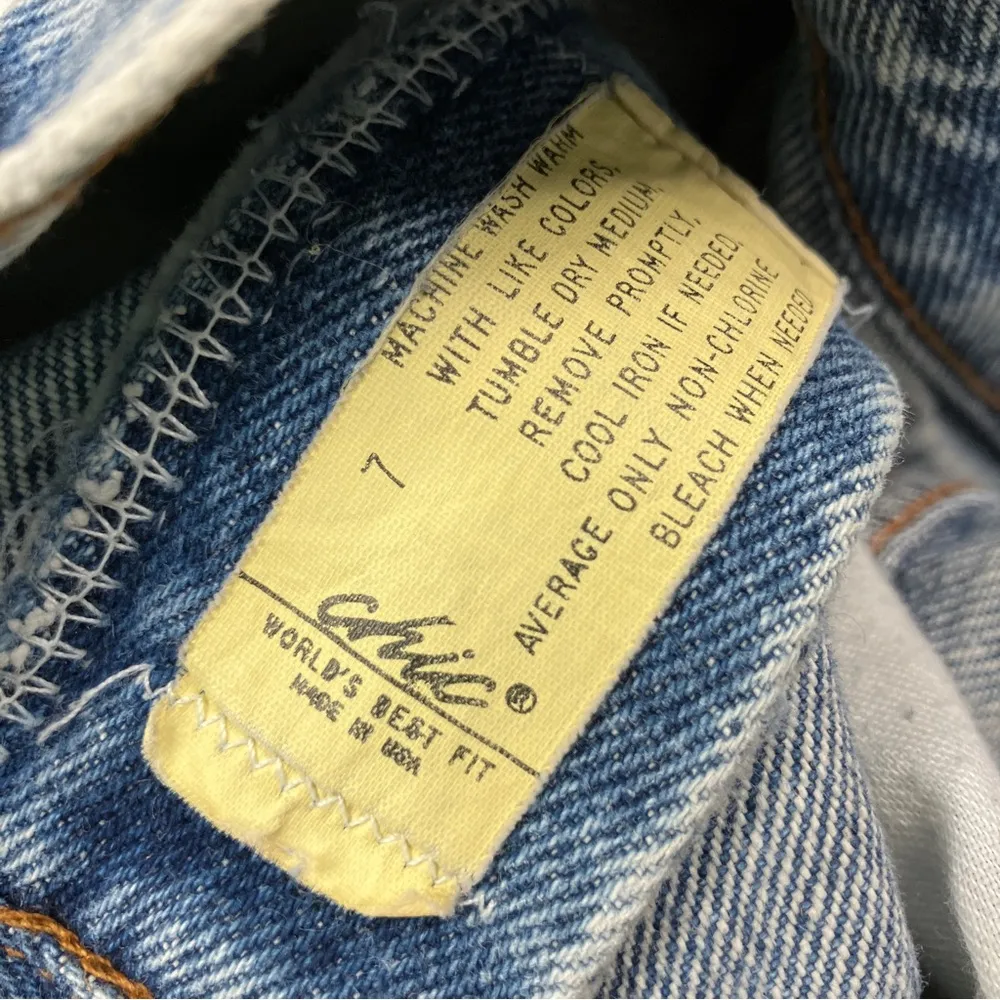 MACHINE WASH WARM
WITH LIKE COLORS,
TUMBLE DRY MEDIUM,
REMOVE PROMPTLY,
COOL IRON IF NEEDED,
AVERAGE ONLY NON-CHLORINE
BLEACH WHEN NEEDED
7
chic®
WORLD'S BEST FIT
MADE IN USA